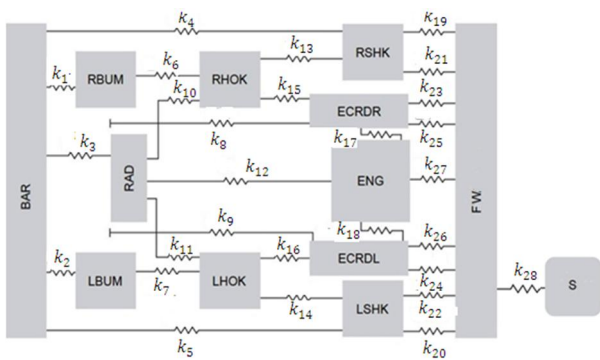 k4
k19
k13
RSHK
k1
RBUM
k6
RHOK
k21
k10
k15
k23
ECRDR
k8
k17
k25
k3
BAR
RAD
k12
ENG
k27
FW
k9
k18
k26
k2
k11
k16
ECRDL
k28
S
LBUM
k7
LHOK
k24
k14
LSHK
k22
k5
k20